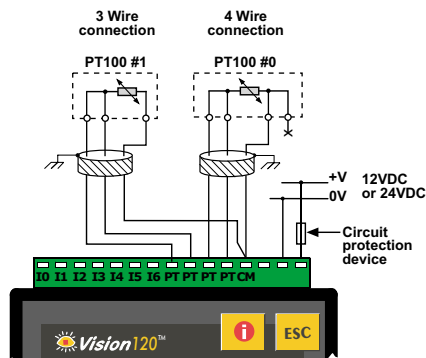 3 Wire
connection
4 Wire
connection
PT100 #1
PT100 #0
+V
0V
12VDC
or 24VDC
Circuit
protection
device
I0 I1 I2 I3 I4 I5 I6 PT PT PT PT CM
Vision120™
i
ESC